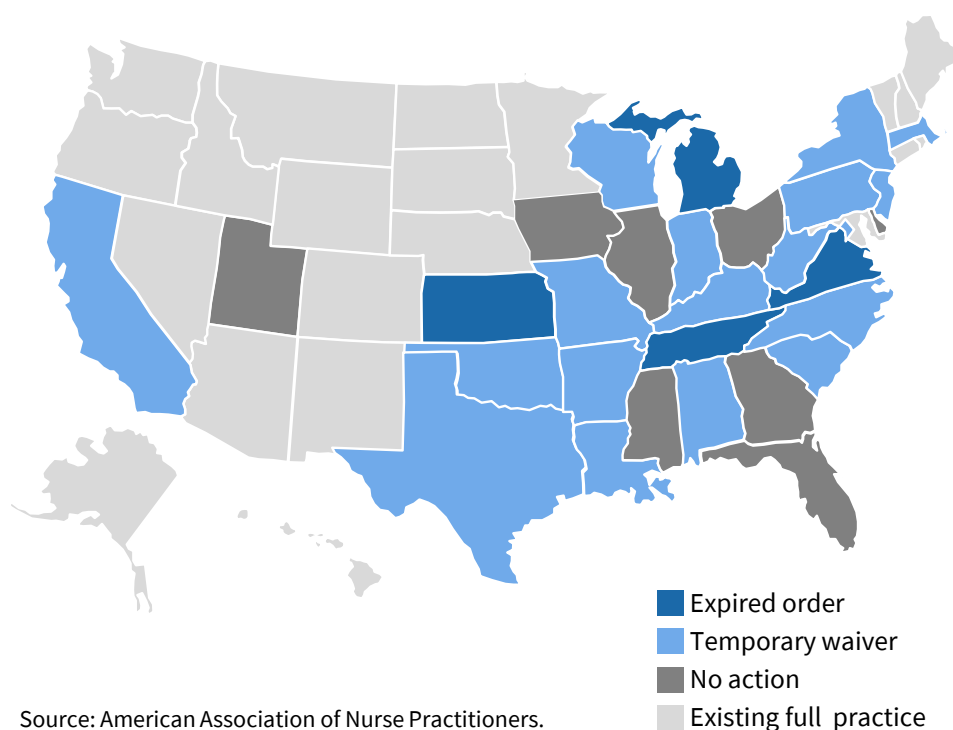 Expired order
Temporary waiver
No action
Existing full practice
Source: American Association of Nurse Practitioners.